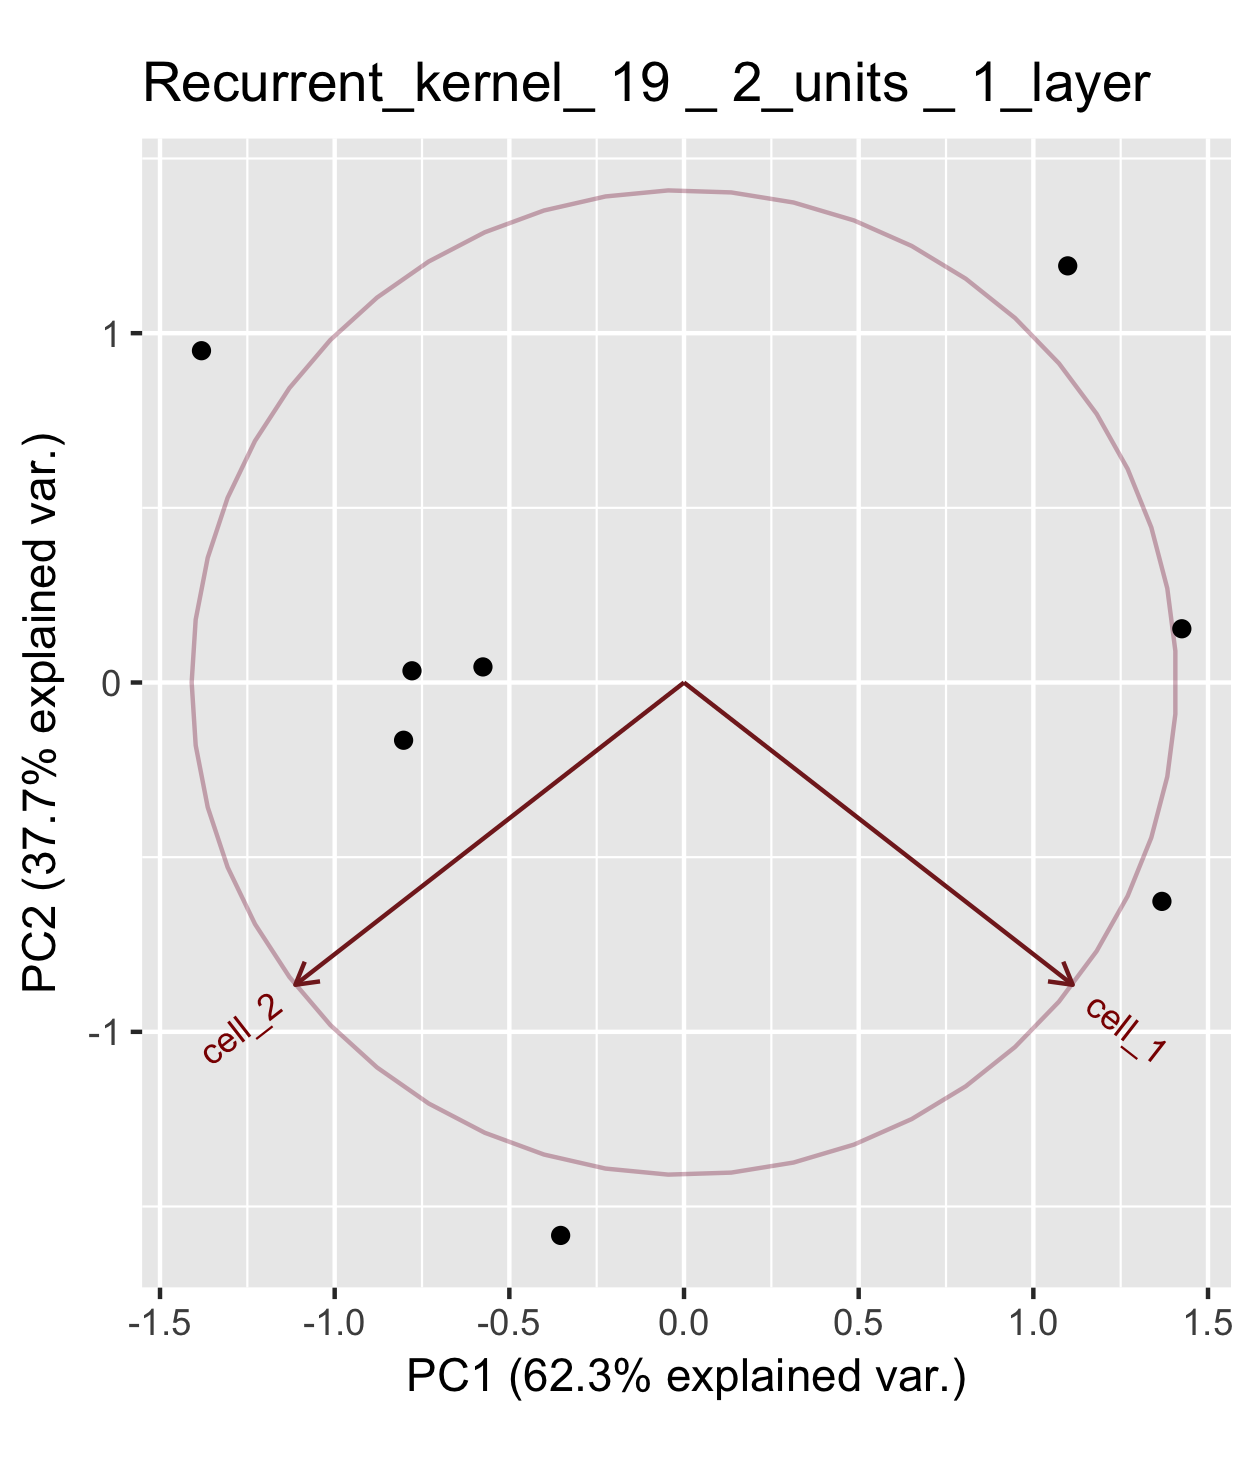 Recurrent_kernel_ 19 _ 2_units _ 1_layer
PC2 (37.7% explained var.)
1
0
-1
cell_2
cell_1
-1.5
-1.0
-0.5
0.0
0.5
1.0
1.5
PC1 (62.3% explained var.)